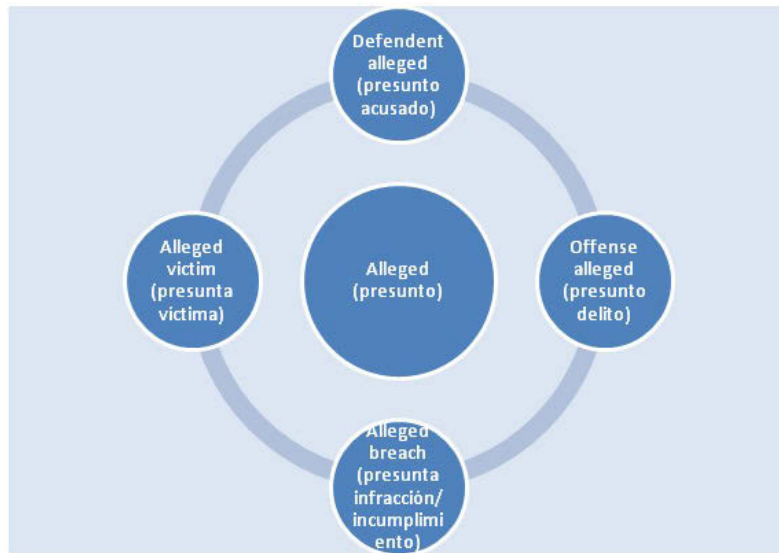 Defendent
alleged
(presunto
acusado)
Alleged
victim
(presunta
víctima)
Alleged
(presunto)
Offense
alleged
(presunto
delito)
Alleged
breach
(presunta
infracción/
incumplimi
ento)